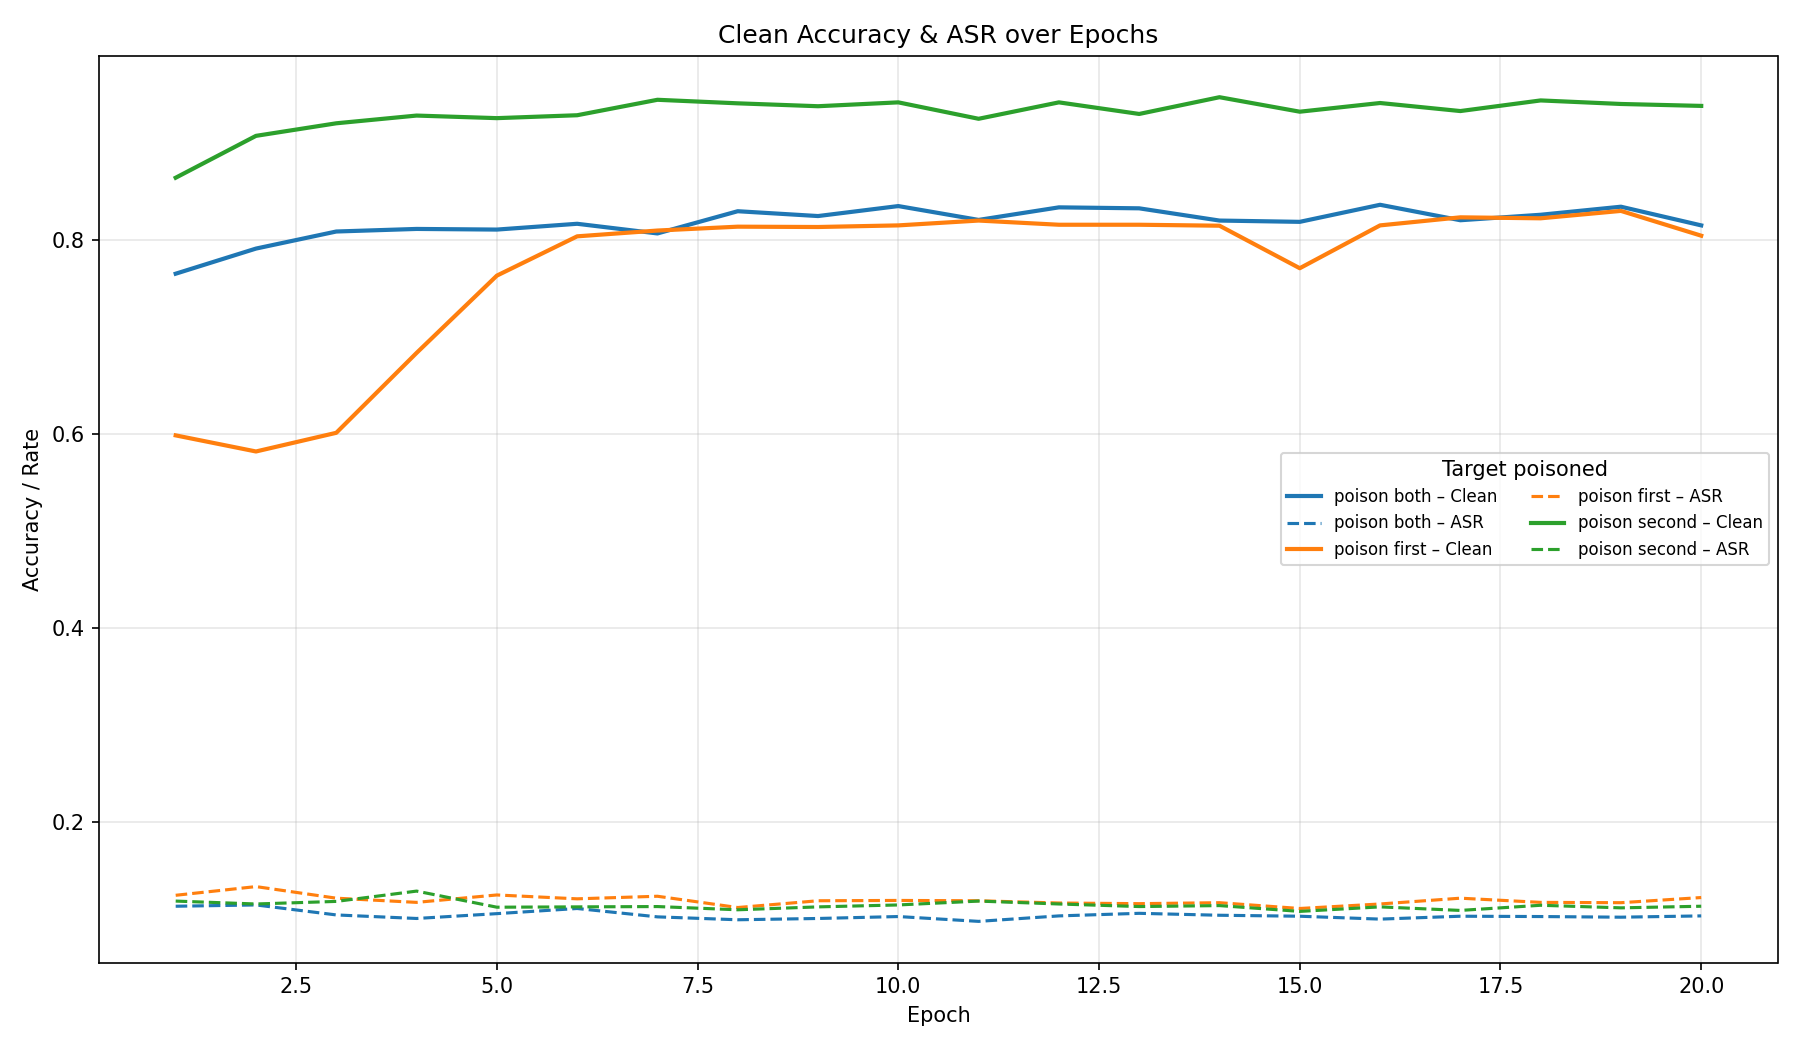 Clean Accuracy & ASR over Epochs
Accuracy / Rate
0.8
0.6
0.4
0.2
Target poisoned
poison both – Clean
poison both – ASR
poison first – Clean
poison first – ASR
poison second – Clean
poison second – ASR
2.5 5.0 7.5 10.0 12.5 15.0 17.5 20.0
Epoch